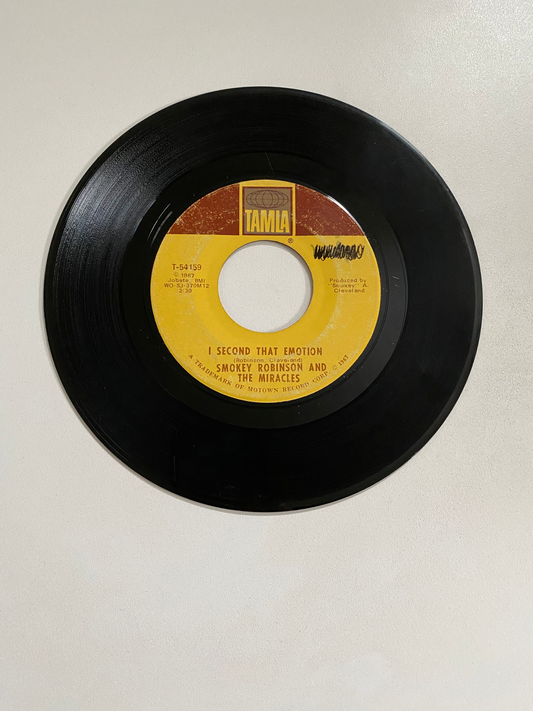 TAMLA
®
T-54159
℗ 1967
Jobete, BMI
2:39
Produced by
"Smokey" A.
Cleveland
I SECOND THAT EMOTION
(Robinson, Cleveland)
SMOKEY ROBINSON AND
THE MIRACLES
A TRADEMARK OF MOTOWN RECORD CORP. © 1967